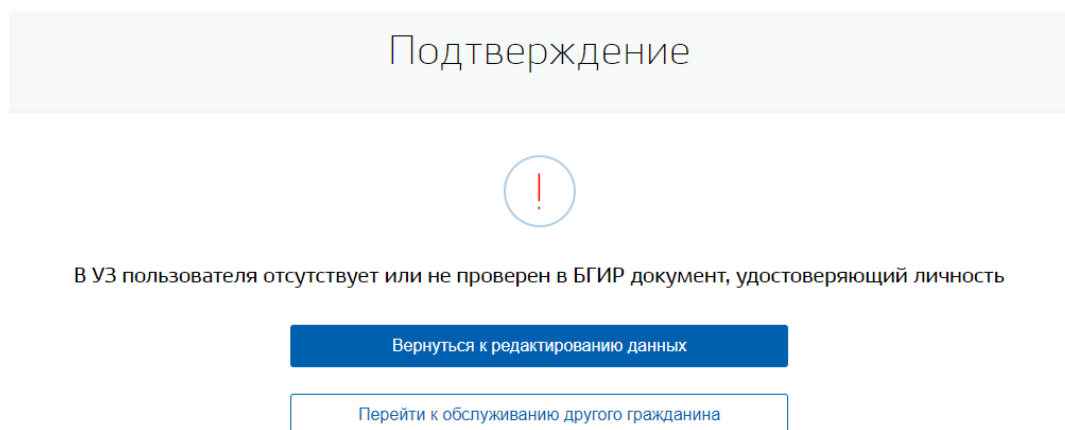 Подтверждение
В УЗ пользователя отсутствует или не проверен в БГИР документ, удостоверяющий личность
Вернуться к редактированию данных
Перейти к обслуживанию другого гражданина